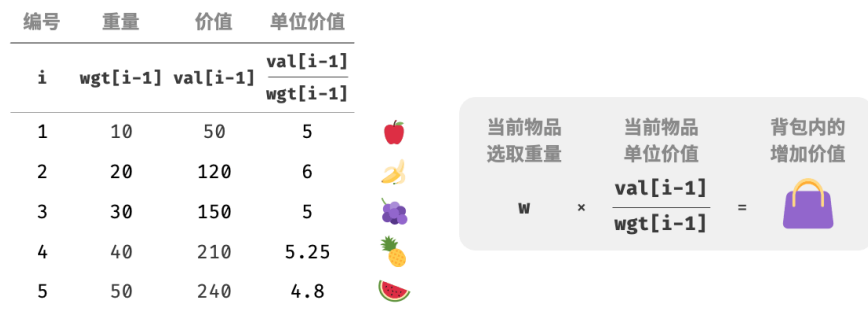 编号 重量 价值 单位价值
i wgt[i-1] val[i-1] val[i-1]
wgt[i-1]
1 10 50 5
2 20 120 6
3 30 150 5
4 40 210 5.25
5 50 240 4.8
当前物品 当前物品 背包内的
选取重量 单位价值 增加价值
w × val[i-1] =
wgt[i-1]